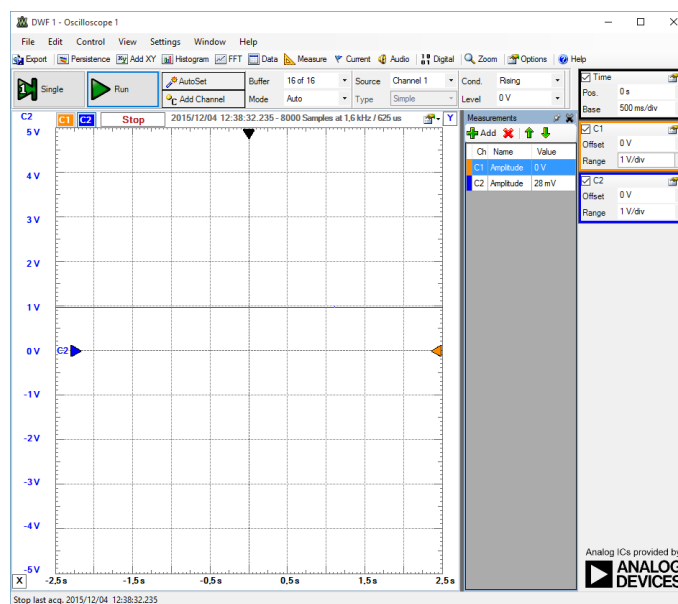 DWF 1 - Oscilloscope 1
File Edit Control View Settings Window Help
Export Persistence Add XY Histogram FFT Data Measure Current Audio Digital Zoom Options Help
Single Run AutoSet Buffer 16 of 16 Source Channel 1 Cond. Rising
Add Channel Mode Auto Type Simple Level 0 V
Time
Pos. 0 s
Base 500 ms/div
C1
Offset 0 V
Range 1 V/div
C2
Offset 0 V
Range 1 V/div
C2 C1 C2 Stop 2015/12/04 12:38:32.235 - 8000 Samples at 1,6 kHz / 625 us Y
5 V
4 V
3 V
2 V
1 V
0 V C2
-1 V
-2 V
-3 V
-4 V
-5 V
X -2,5 s -1,5 s -0,5 s 0,5 s 1,5 s 2,5 s
Measurements
Add
Ch Name Value
C1 Amplitude 0 V
C2 Amplitude 28 mV
Analog ICs provided by
ANALOG
DEVICES
Stop last acq. 2015/12/04 12:38:32.235